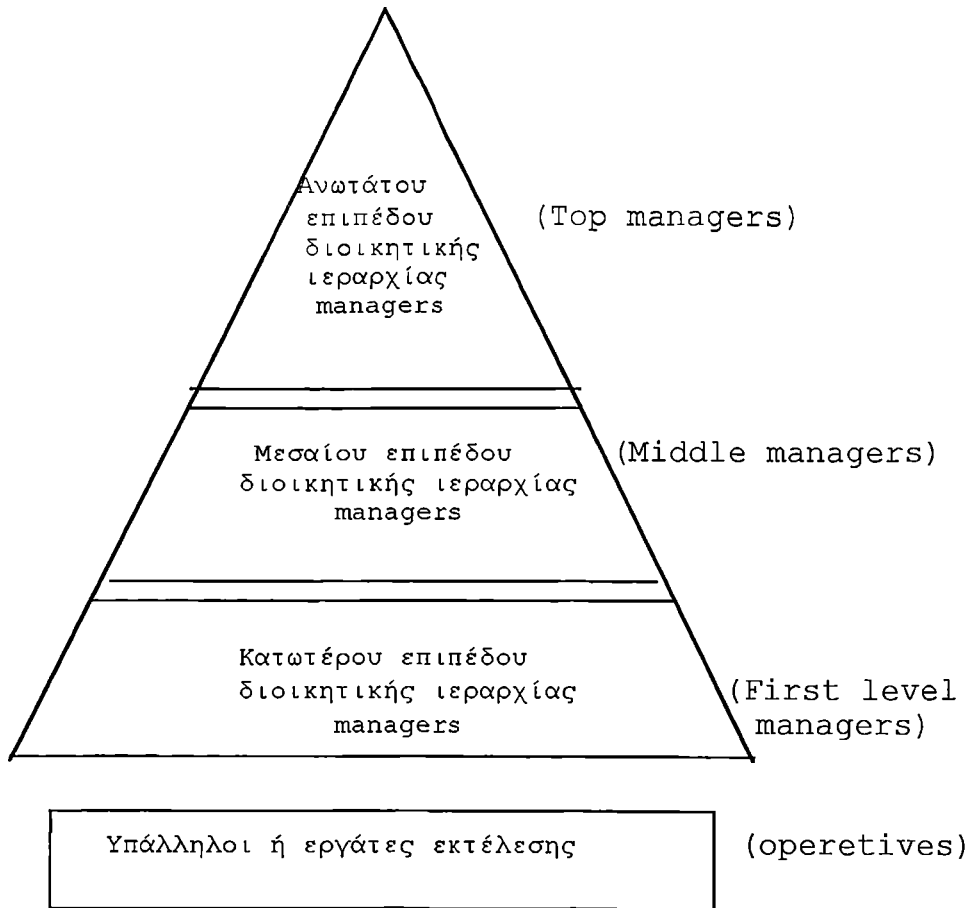 Ανωτάτου
επιπέδου
διοικητικής
ιεραρχίας
managers
(Top managers)
Μεσαίου επιπέδου
διοικητικής ιεραρχίας
managers
(Middle managers)
Κατωτέρου επιπέδου
διοικητικής ιεραρχίας
managers
(First level
managers)
Υπάλληλοι ή εργάτες εκτέλεσης
(operetives)